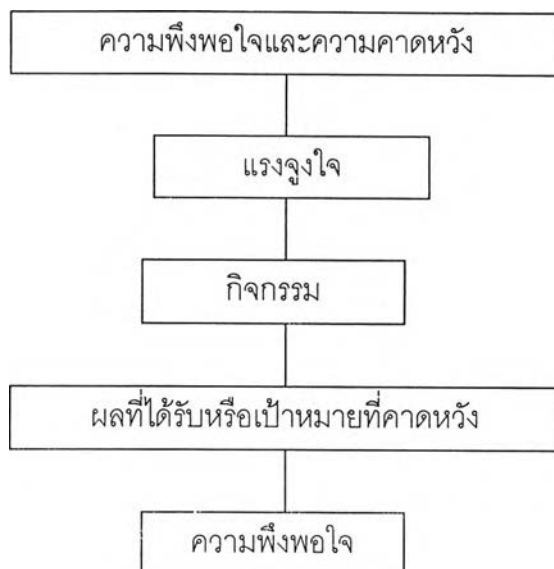 ความพึงพอใจและความคาดหวัง
แรงจูงใจ
กิจกรรม
ผลที่ได้รับหรือเป้าหมายที่คาดหวัง
ความพึงพอใจ